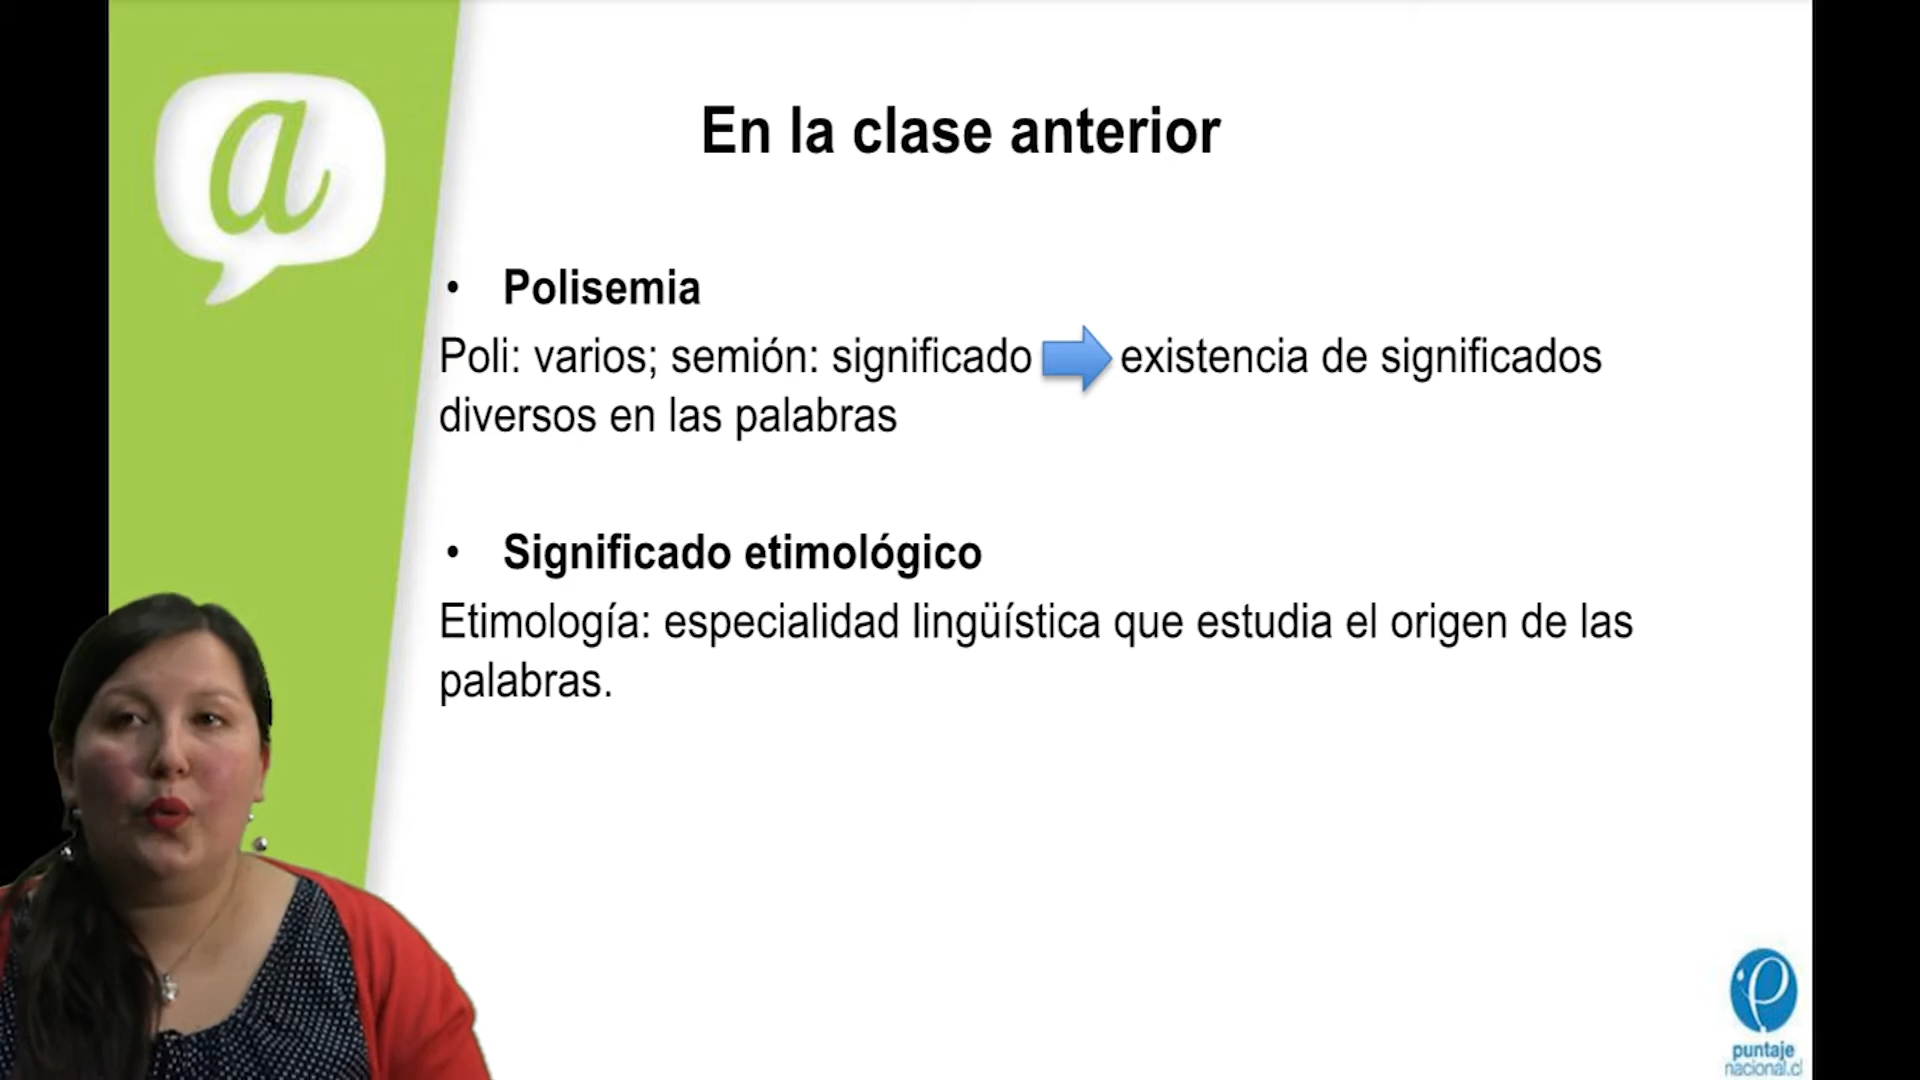 a
En la clase anterior
• Polisemia
Poli: varios; semión: significado existencia de significados
diversos en las palabras
• Significado etimológico
Etimología: especialidad lingüística que estudia el origen de las
palabras.
puntaje
nacional.cl